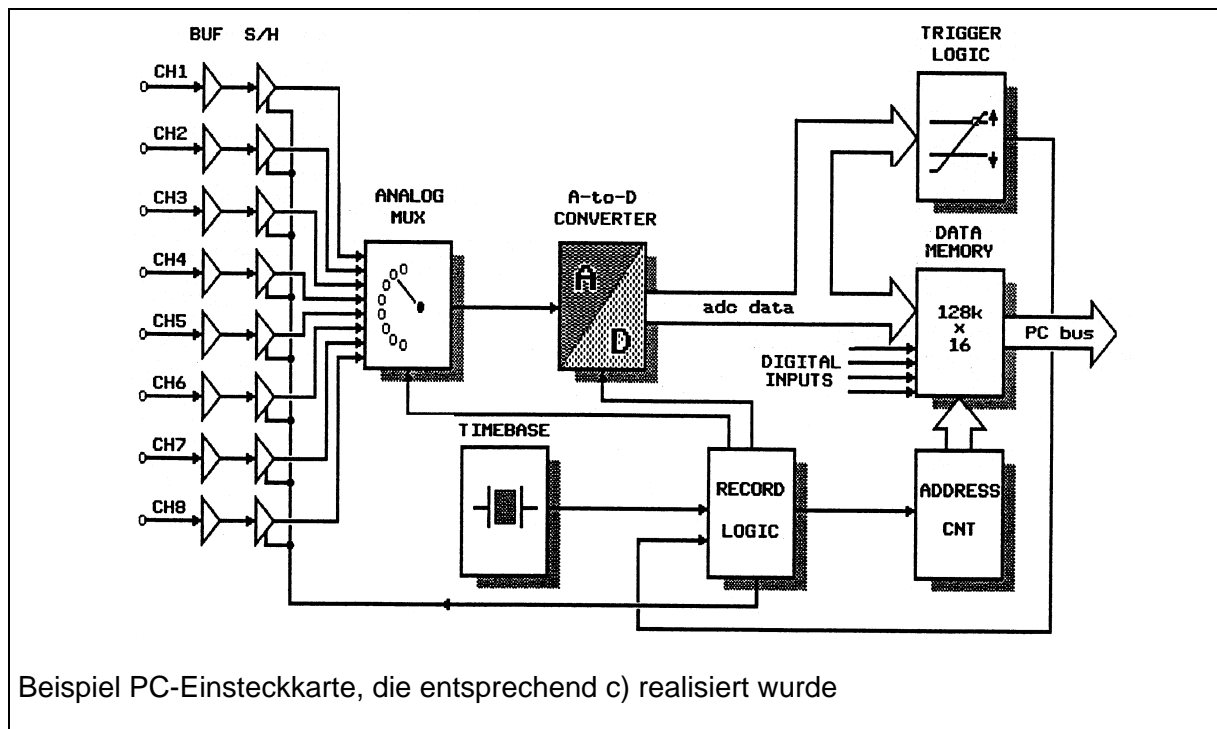 BUF S/H
TRIGGER
LOGIC
CH1
CH2
CH3
CH4
CH5
CH6
CH7
CH8
ANALOG
MUX
A-to-D
CONVERTER
A
D
adc data
DATA
MEMORY
128k
x
16
PC bus
DIGITAL
INPUTS
TIMEBASE
RECORD
LOGIC
ADDRESS
CNT
Beispiel PC-Einsteckkarte, die entsprechend c) realisiert wurde